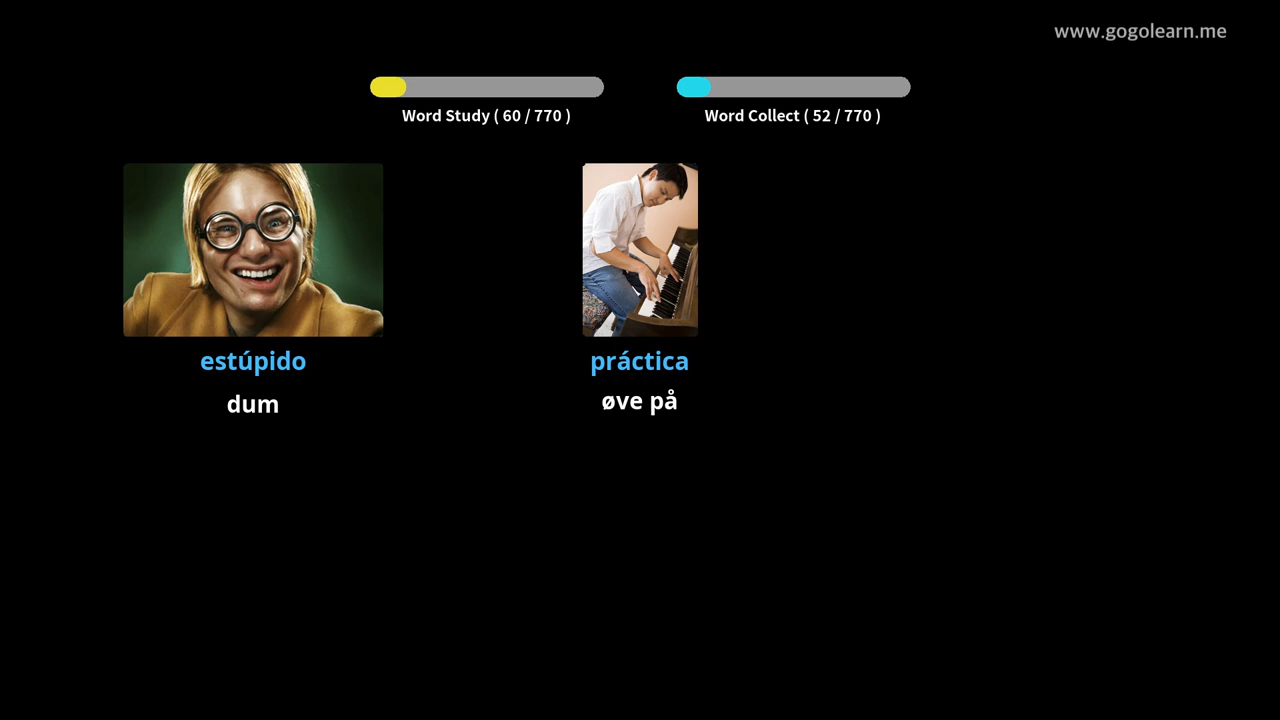 www.gogolearn.me
Word Study ( 60 / 770 )
Word Collect ( 52 / 770 )
estúpido
dum
práctica
øve på